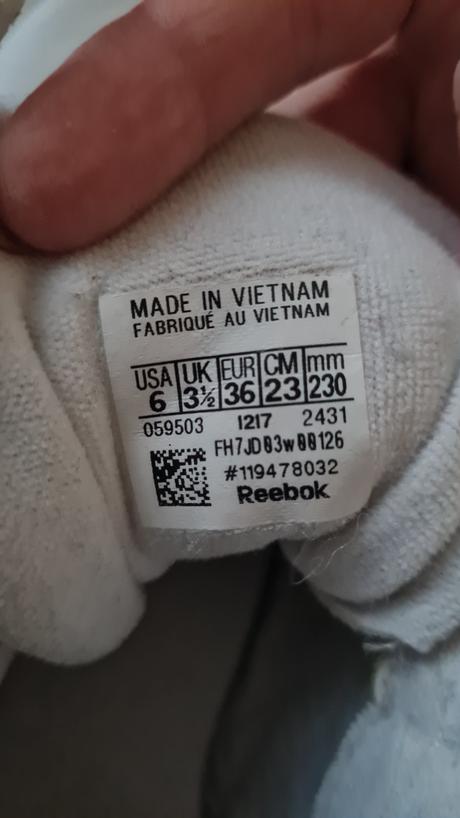 MADE IN VIETNAM
FABRIQUÉ AU VIETNAM
USA UK EUR CM mm
6 3½ 36 23 230
059503 1217 2431
FH7JD03w00126
#119478032
Reebok